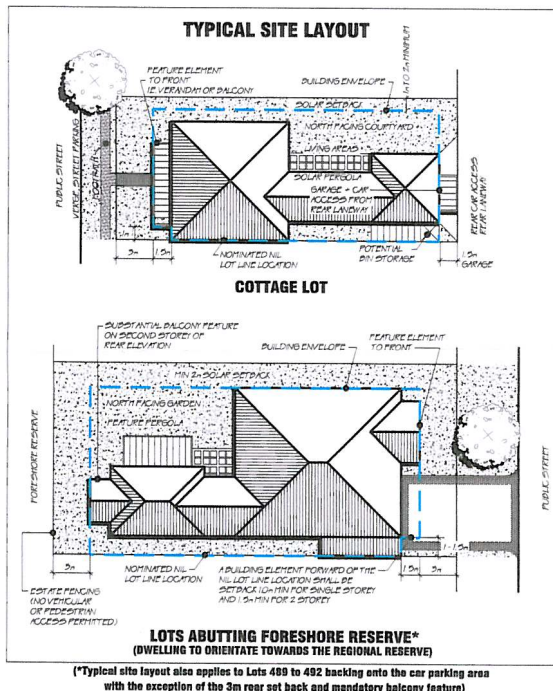 TYPICAL SITE LAYOUT
FEATURE ELEMENT
TO FRONT
I.E VERANDAH OR BALCONY
BUILDING ENVELOPE
SOLAR SETBACK
1m TO 2m MINIMUM
NORTH FACING COURTYARD
LIVING AREAS
SOLAR PERGOLA
GARAGE + CAR
ACCESS FROM
REAR LANEWAY
PUBLIC STREET
VERGE STREET PARKING
FOOTPATH
REAR CAR ACCESS
REAR LANEWAY
3m
1.5m
NOMINATED NIL
LOT LINE LOCATION
POTENTIAL
BIN STORAGE
1.5m
GARAGE
COTTAGE LOT
SUBSTANTIAL BALCONY FEATURE
ON SECOND STOREY OF
REAR ELEVATION
BUILDING ENVELOPE
FEATURE ELEMENT
TO FRONT
MIN 2m SOLAR SETBACK
NORTH FACING GARDEN
FEATURE PERGOLA
FORESHORE RESERVE
PUBLIC STREET
1 - 1.5m
3m
1.5m
3m
NOMINATED NIL
LOT LINE LOCATION
A BUILDING ELEMENT FORWARD OF THE
NIL LOT LINE LOCATION SHALL BE
SETBACK 1.0m MIN FOR SINGLE STOREY
AND 1.5m MIN FOR 2 STOREY
ESTATE FENCING
(NO VEHICULAR
OR PEDESTRIAN
ACCESS PERMITTED)
LOTS ABUTTING FORESHORE RESERVE*
(DWELLING TO ORIENTATE TOWARDS THE REGIONAL RESERVE)
(*Typical site layout also applies to Lots 489 to 492 backing onto the car parking area
with the exception of the 3m rear set back and mandatory balcony feature)